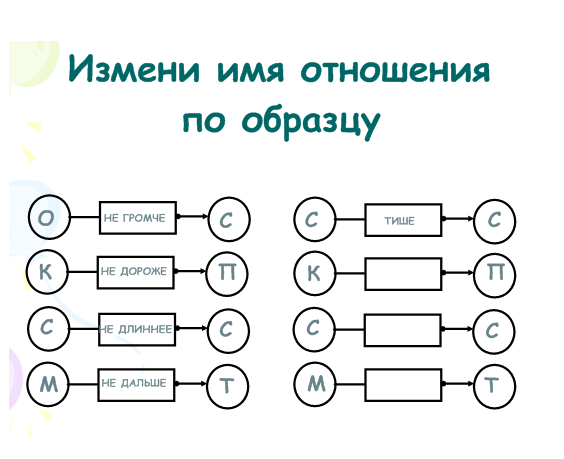 Измени имя отношения
по образцу
О НЕ ГРОМЧЕ С С ТИШЕ С
К НЕ ДОРОЖЕ П К П
С НЕ ДЛИННЕЕ С С С
М НЕ ДАЛЬШЕ Т М Т